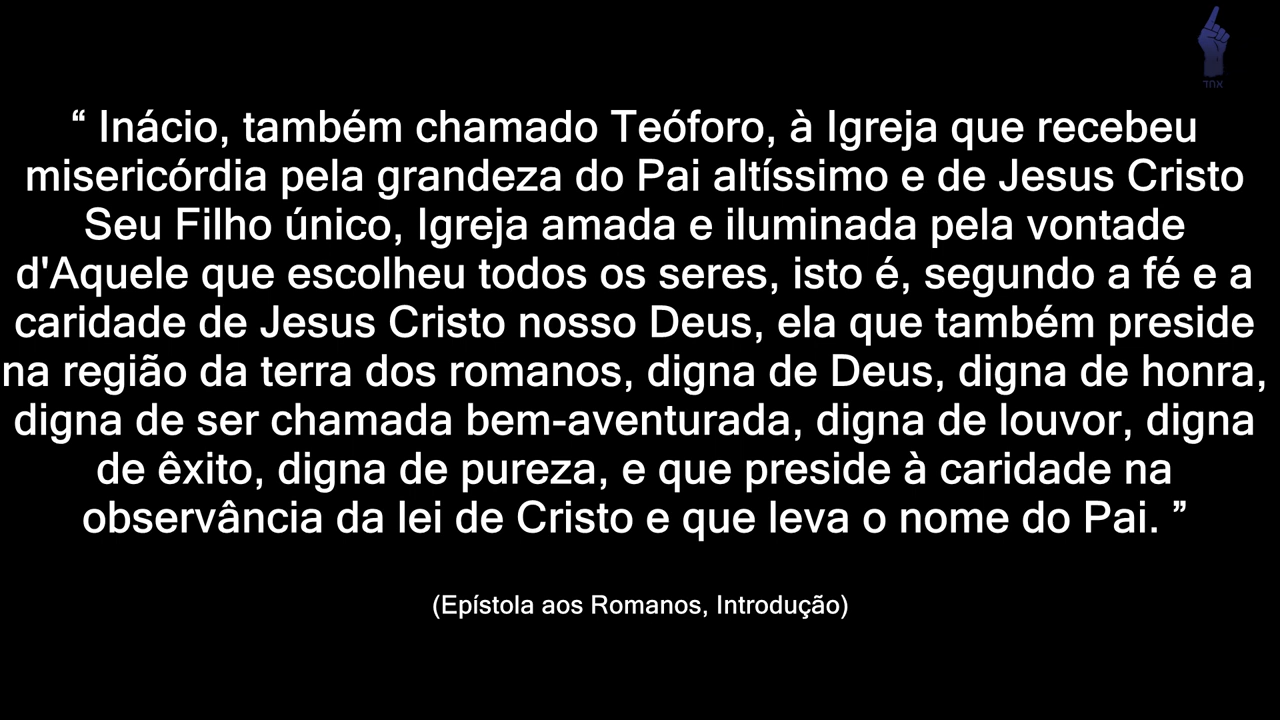 אחד
“ Inácio, também chamado Teóforo, à Igreja que recebeu
misericórdia pela grandeza do Pai altíssimo e de Jesus Cristo
Seu Filho único, Igreja amada e iluminada pela vontade
d'Aquele que escolheu todos os seres, isto é, segundo a fé e a
caridade de Jesus Cristo nosso Deus, ela que também preside
na região da terra dos romanos, digna de Deus, digna de honra,
digna de ser chamada bem-aventurada, digna de louvor, digna
de êxito, digna de pureza, e que preside à caridade na
observância da lei de Cristo e que leva o nome do Pai. ”
(Epístola aos Romanos, Introdução)